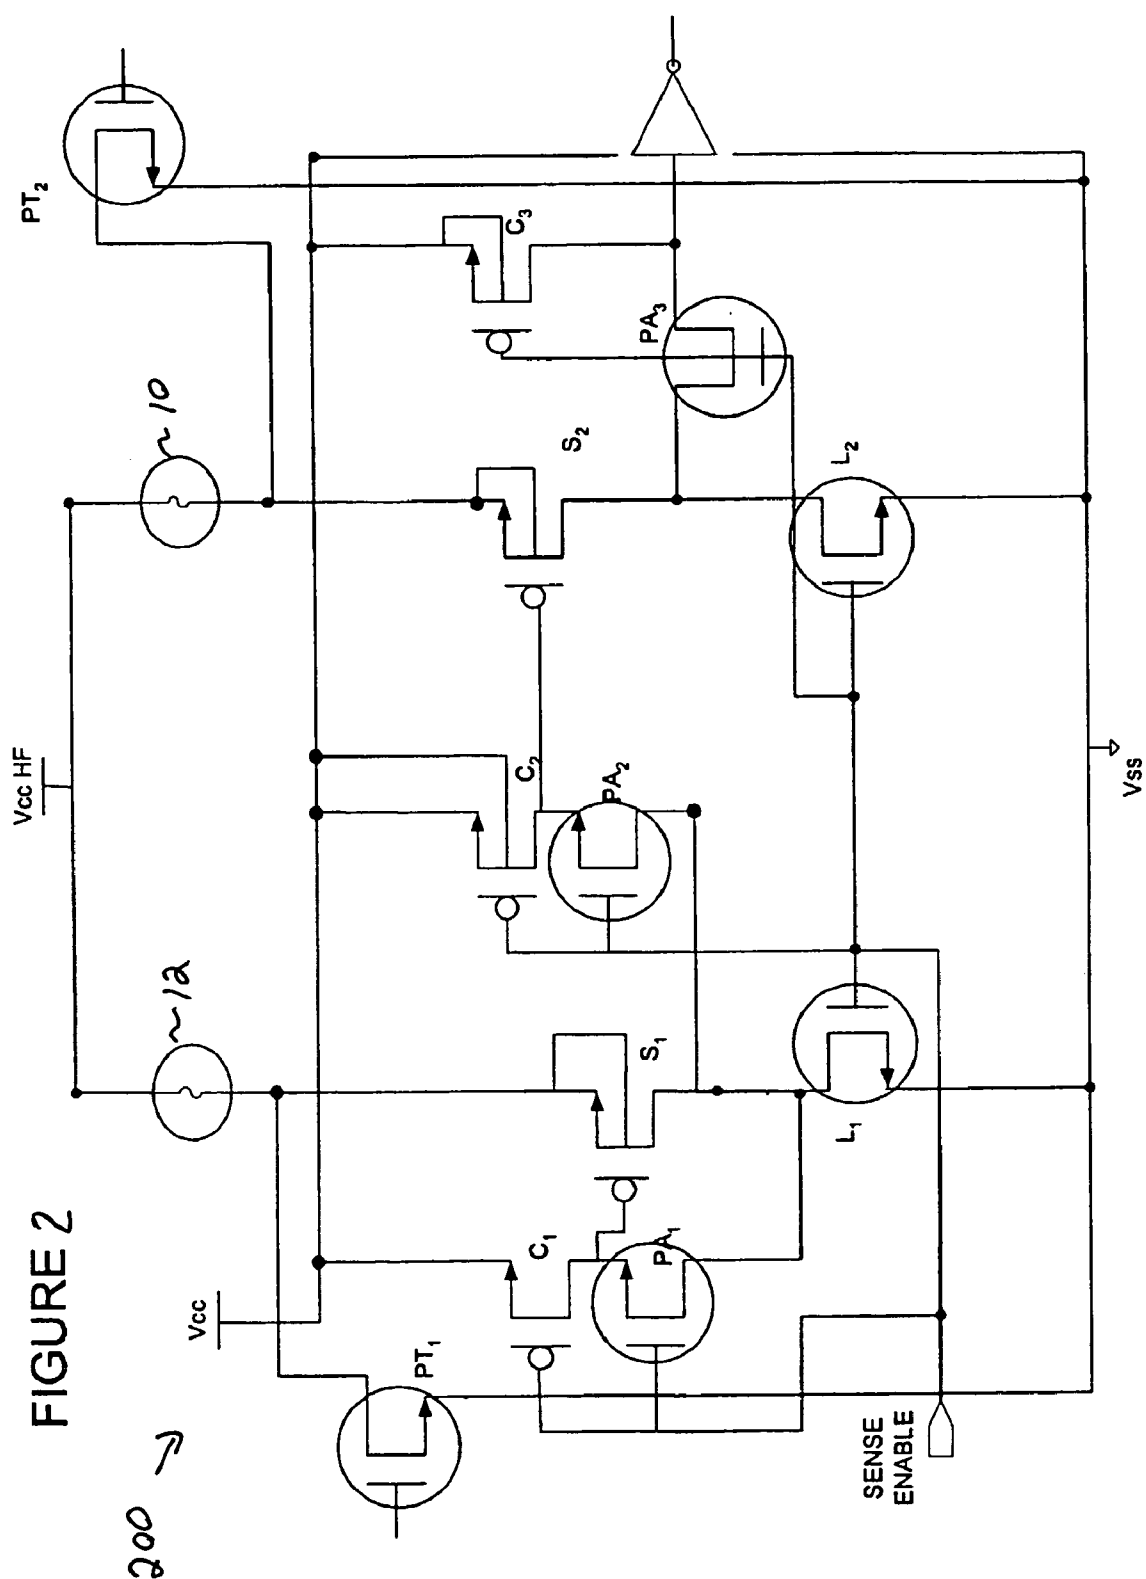 FIGURE 2
200
Vcc HF
Vcc
~12
~10
PT₁
PT₂
C₁
PA₁
S₁
C₂
PA₂
S₂
C₃
PA₃
L₁
L₂
SENSE
ENABLE
Vss